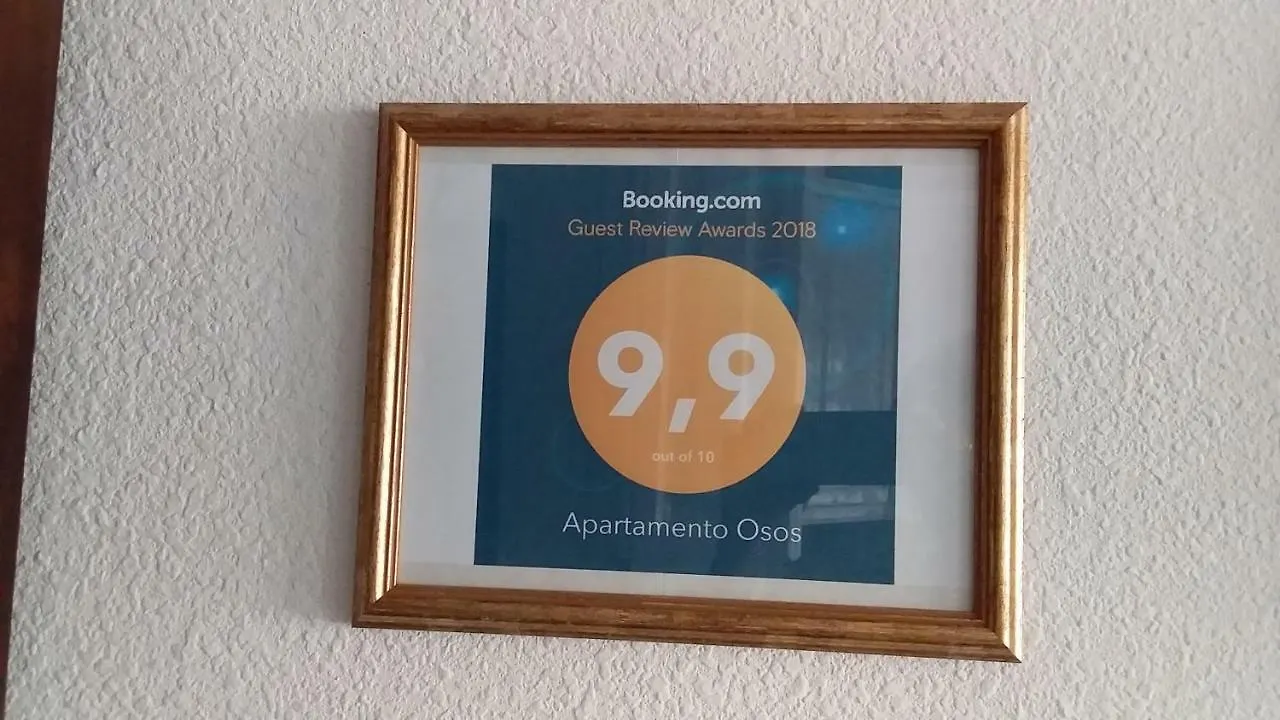 Booking.com
Guest Review Awards 2018
9,9
out of 10
Apartamento Osos